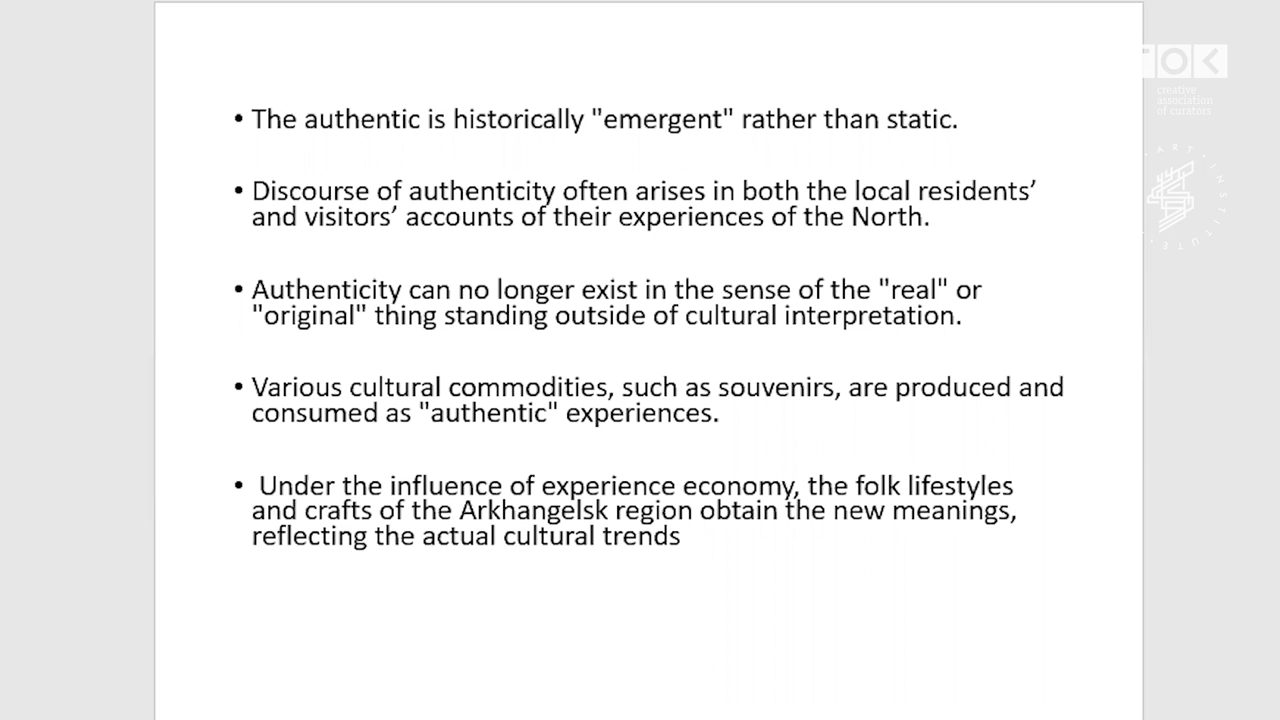 • The authentic is historically "emergent" rather than static.
• Discourse of authenticity often arises in both the local residents’
and visitors’ accounts of their experiences of the North.
• Authenticity can no longer exist in the sense of the "real" or
"original" thing standing outside of cultural interpretation.
• Various cultural commodities, such as souvenirs, are produced and
consumed as "authentic" experiences.
• Under the influence of experience economy, the folk lifestyles
and crafts of the Arkhangelsk region obtain the new meanings,
reflecting the actual cultural trends
TOK
creative
association
of curators
ART · INSTITUTE